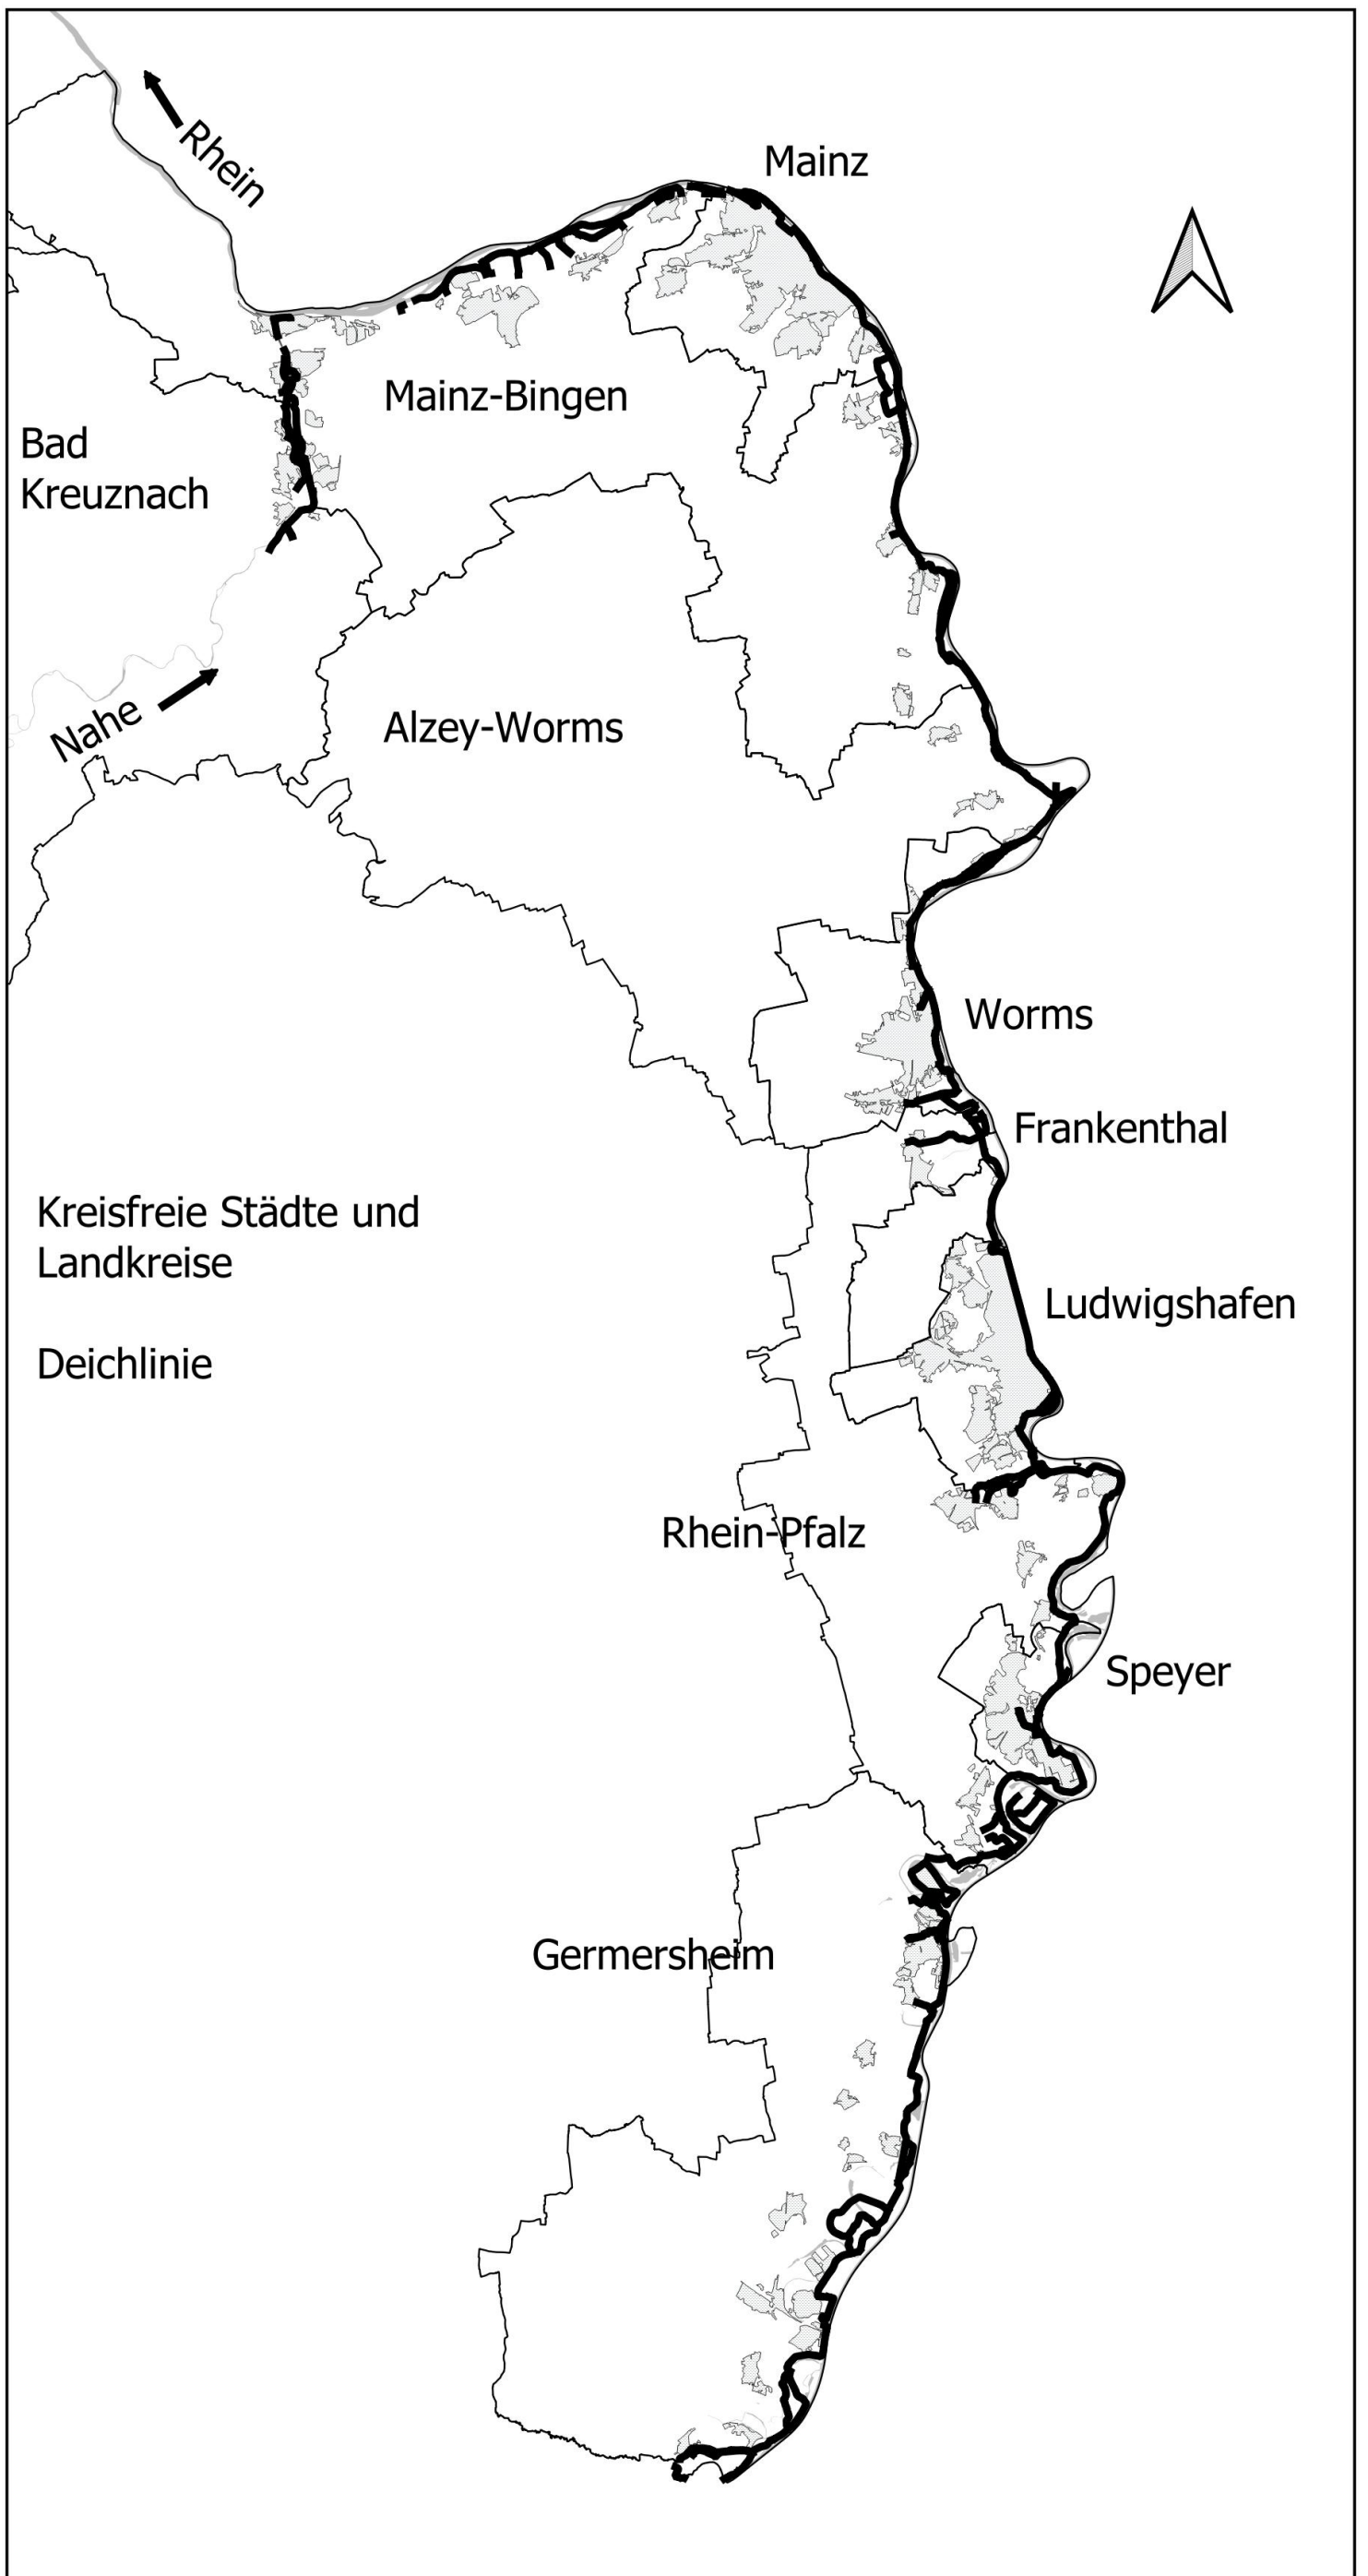 Rhein
Mainz
Mainz-Bingen
Bad
Kreuznach
Nahe
Alzey-Worms
Worms
Frankenthal
Kreisfreie Städte und
Landkreise
Ludwigshafen
Deichlinie
Rhein-Pfalz
Speyer
Germersheim